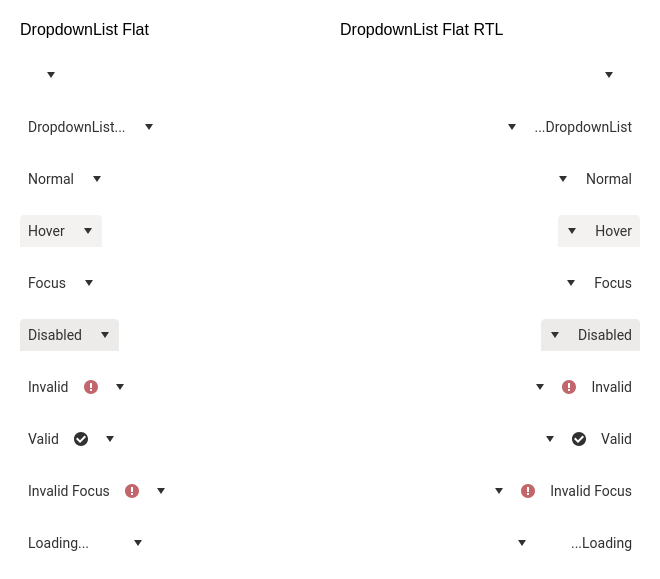 DropdownList Flat
DropdownList...
Normal
Hover
Focus
Disabled
Invalid
Valid
Invalid Focus
Loading...
DropdownList Flat RTL
...DropdownList
Normal
Hover
Focus
Disabled
Invalid
Valid
Invalid Focus
...Loading